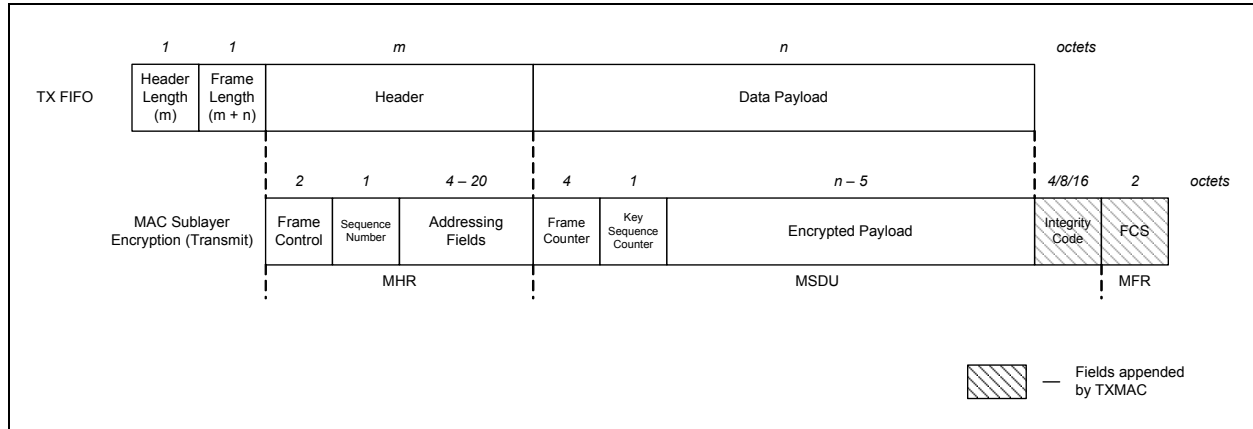 1 1 m n octets
TX FIFO
Header
Length
(m)
Frame
Length
(m + n)
Header
Data Payload
2 1 4 – 20 4 1 n – 5 4/8/16 2 octets
MAC Sublayer
Encryption (Transmit)
Frame
Control
Sequence
Number
Addressing
Fields
Frame
Counter
Key
Sequence
Counter
Encrypted Payload
Integrity
Code
FCS
MHR MSDU MFR
— Fields appended
by TXMAC